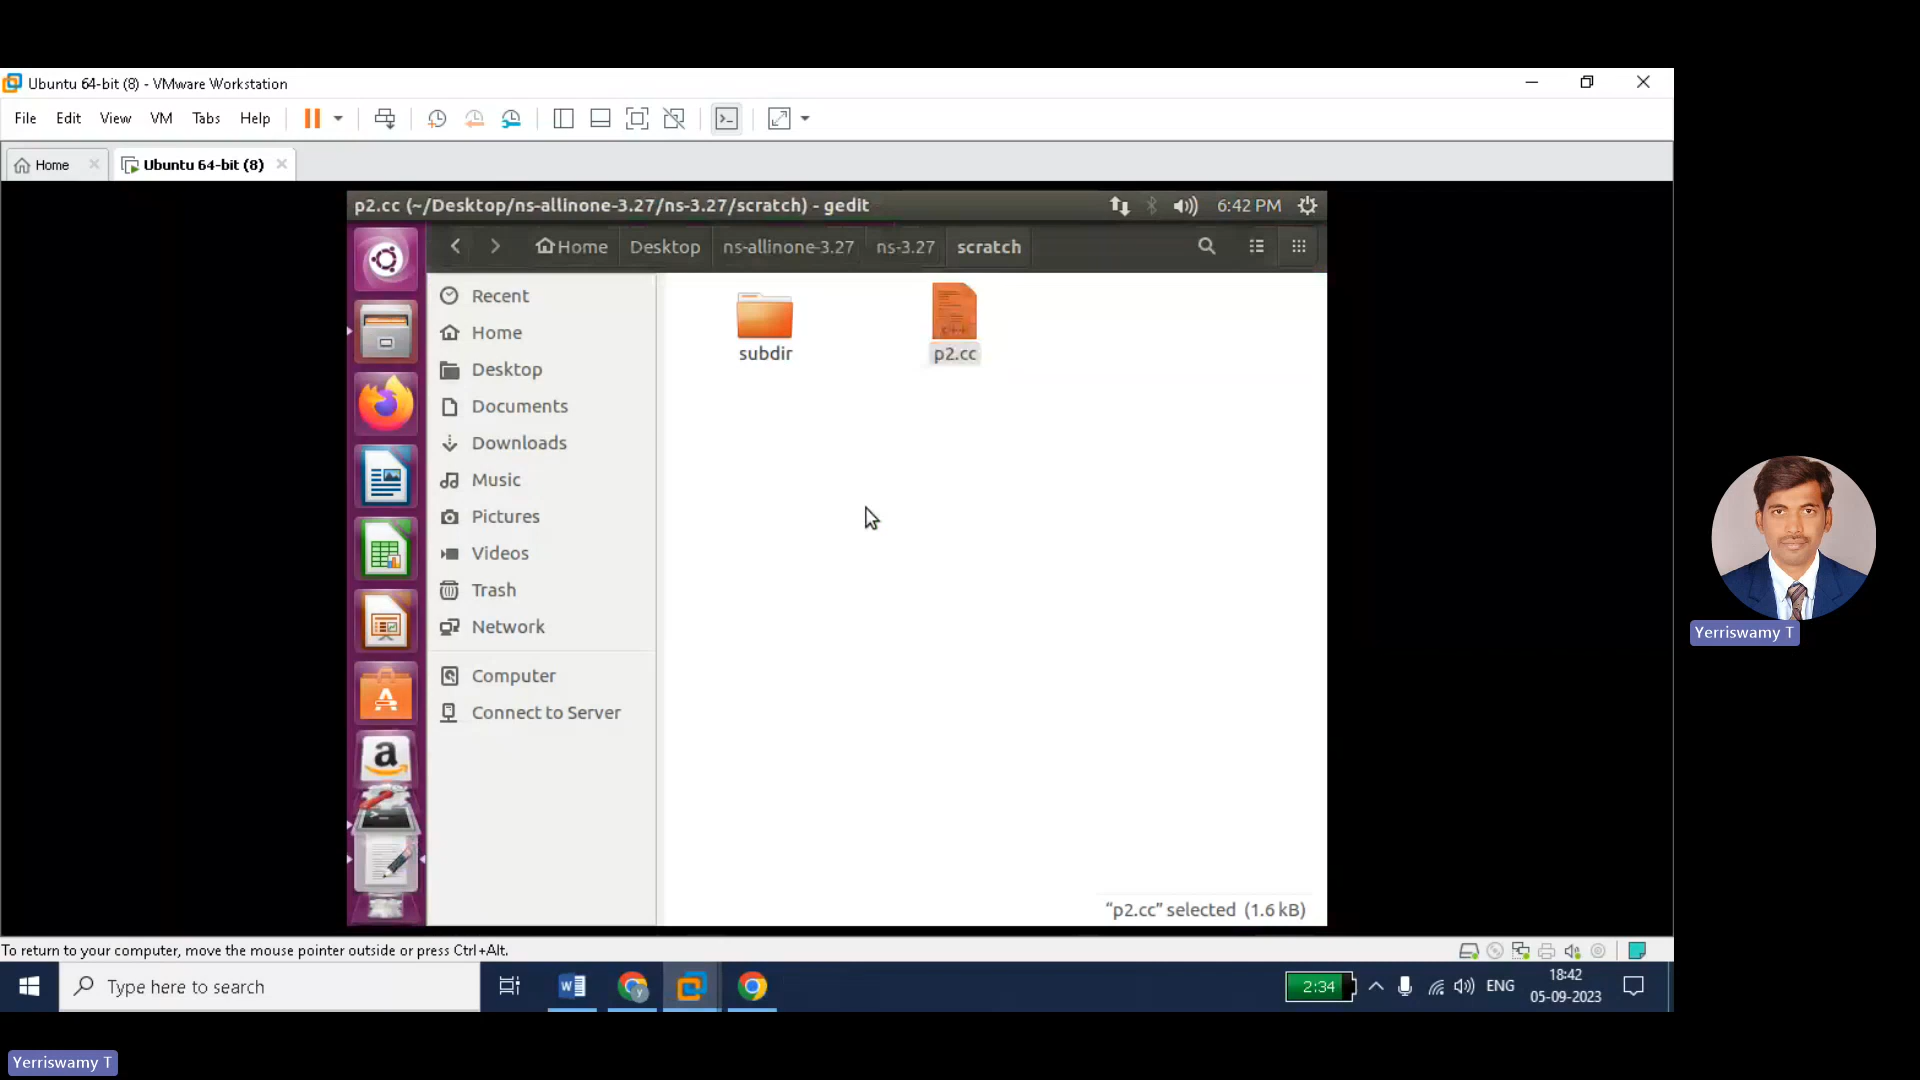 Ubuntu 64-bit (8) - VMware Workstation
File Edit View VM Tabs Help
Home Ubuntu 64-bit (8)
p2.cc (~/Desktop/ns-allinone-3.27/ns-3.27/scratch) - gedit 6:42 PM
Home Desktop ns-allinone-3.27 ns-3.27 scratch
Recent
Home
Desktop
Documents
Downloads
Music
Pictures
Videos
Trash
Network
Computer
Connect to Server
subdir p2.cc
"p2.cc" selected (1.6 kB)
To return to your computer, move the mouse pointer outside or press Ctrl+Alt.
Type here to search
2:34
ENG
18:42
05-09-2023
Yerriswamy T
Yerriswamy T